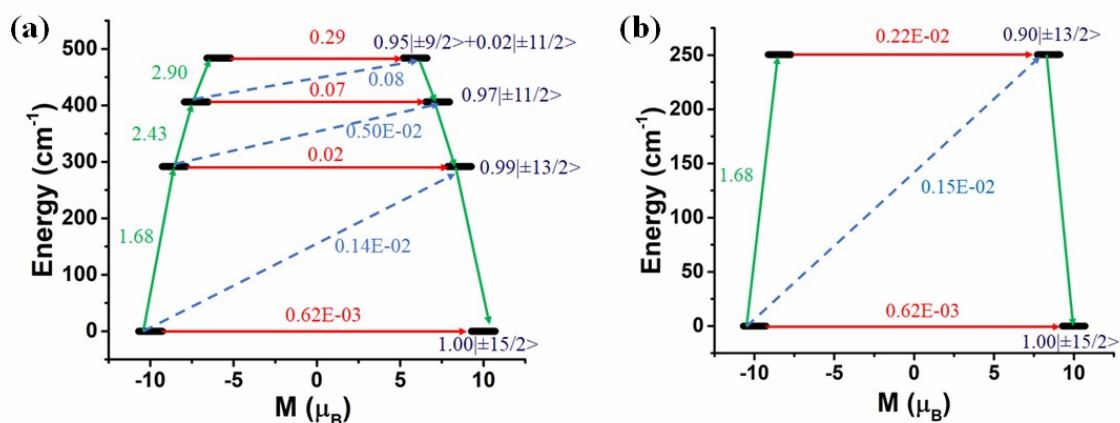 (a)
Energy (cm⁻¹)
500
400
300
200
100
0
2.90
2.43
1.68
0.29
0.08
0.07
0.50E-02
0.02
0.14E-02
0.62E-03
0.95|±9/2>+0.02|±11/2>
0.97|±11/2>
0.99|±13/2>
1.00|±15/2>
-10 -5 0 5 10
M (μB)
(b)
Energy (cm⁻¹)
250
200
150
100
50
0
1.68
0.22E-02
0.15E-02
0.62E-03
0.90|±13/2>
1.00|±15/2>
-10 -5 0 5 10
M (μB)